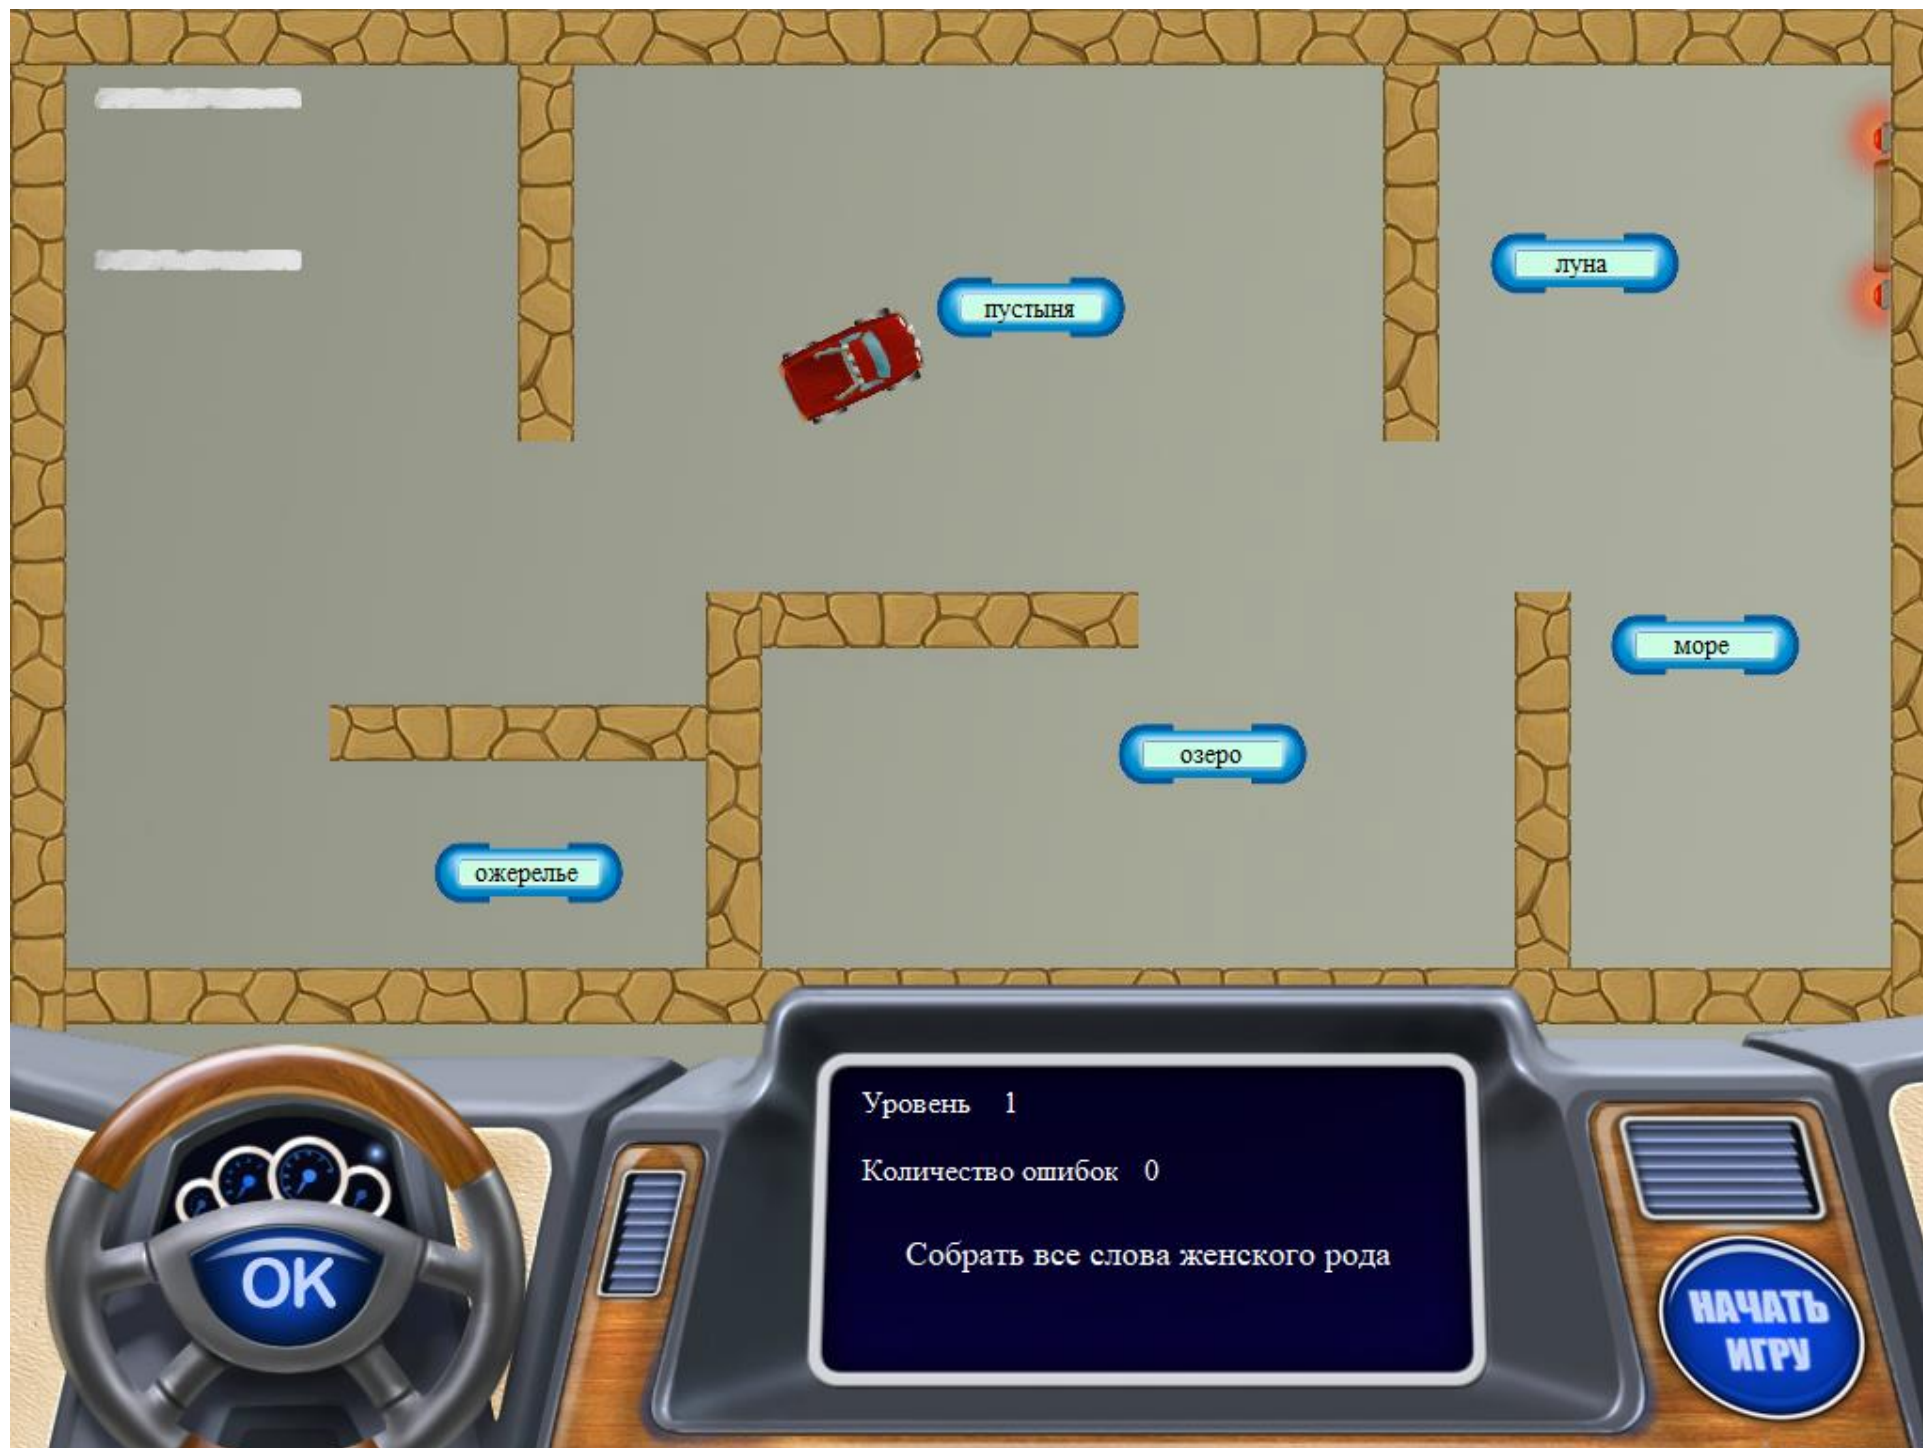 луна
пустыня
море
озеро
ожерелье
Уровень 1
Количество ошибок 0
Собрать все слова женского рода
OK
НАЧАТЬ
ИГРУ